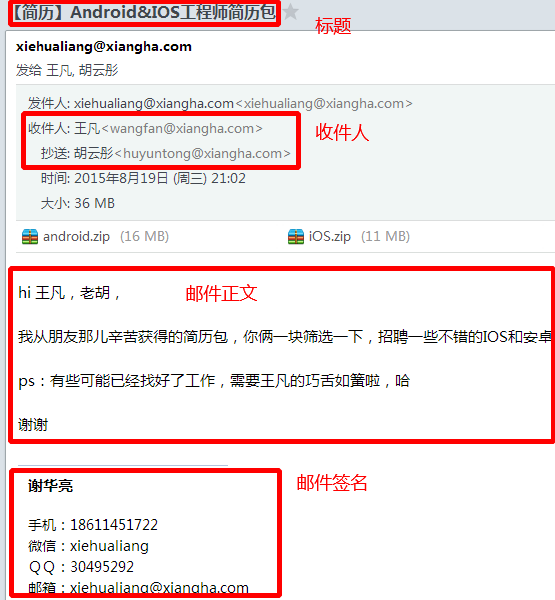 【简历】Android&IOS工程师简历包
标题
xiehualiang@xiangha.com
发给 王凡, 胡云彤
发件人: xiehualiang@xiangha.com<xiehualiang@xiangha.com>
收件人: 王凡<wangfan@xiangha.com>
收件人
抄送: 胡云彤<huyuntong@xiangha.com>
时间: 2015年8月19日 (周三) 21:02
大小: 36 MB
android.zip (16 MB) iOS.zip (11 MB)
hi 王凡，老胡，
邮件正文
我从朋友那儿辛苦获得的简历包，你俩一块筛选一下，招聘一些不错的IOS和安卓
ps：有些可能已经找好了工作，需要王凡的巧舌如簧啦，哈
谢谢
谢华亮
邮件签名
手机：18611451722
微信：xiehualiang
ＱＱ：30495292
邮箱：xiehualiang@xiangha.com